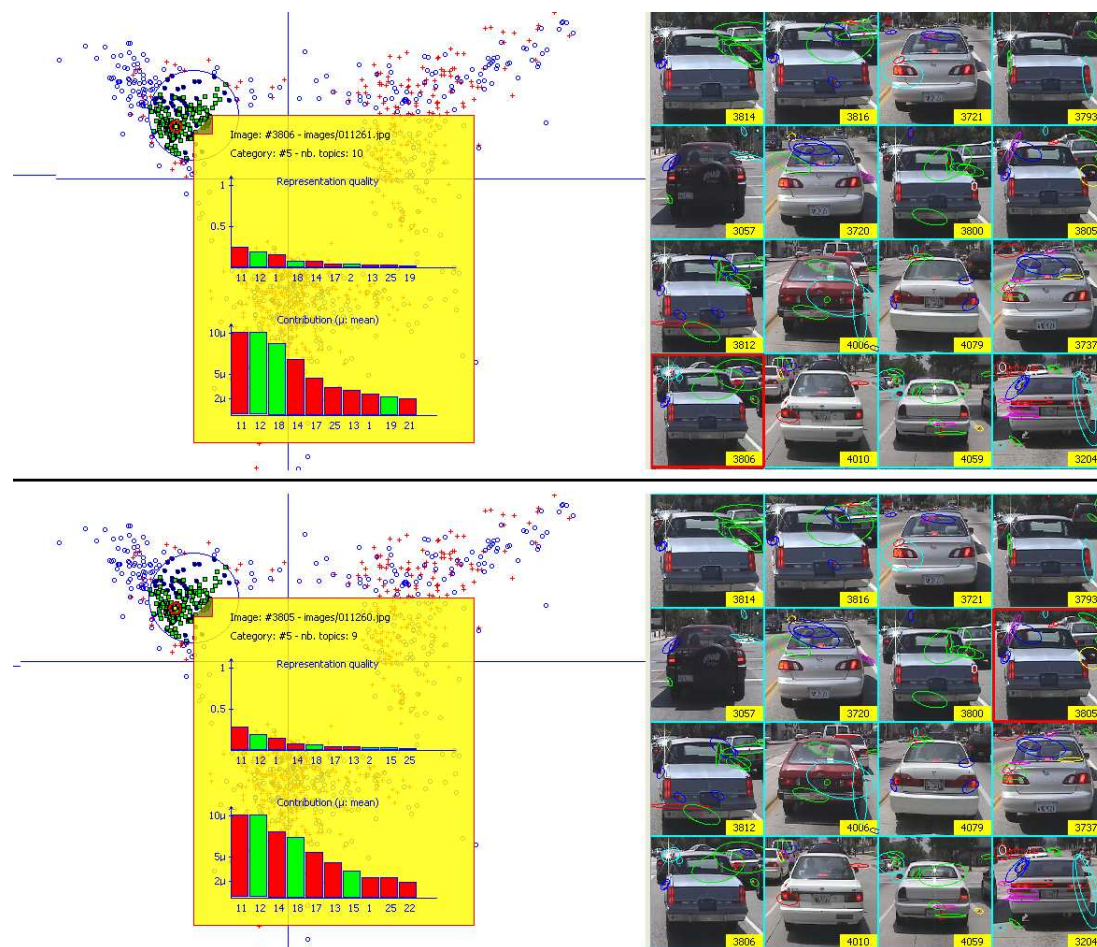 Image: #3806 - images/011261.jpg
Category: #5 - nb. topics: 10
Representation quality
1
0.5
11 12 1 18 14 17 2 13 25 19
Contribution (µ: mean)
10µ
5µ
2µ
11 12 18 14 17 25 13 1 19 21
3814 3816 3721 3793
3057 3720 3800 3805
3812 4006 4079 3737
3806 4010 4059 3204
Image: #3805 - images/011260.jpg
Category: #5 - nb. topics: 9
Representation quality
1
0.5
11 12 1 14 18 17 13 2 15 25
Contribution (µ: mean)
10µ
5µ
2µ
11 12 14 18 17 13 15 1 25 22
3814 3816 3721 3793
3057 3720 3800 3805
3812 4006 4079 3737
3806 4010 4059 3204